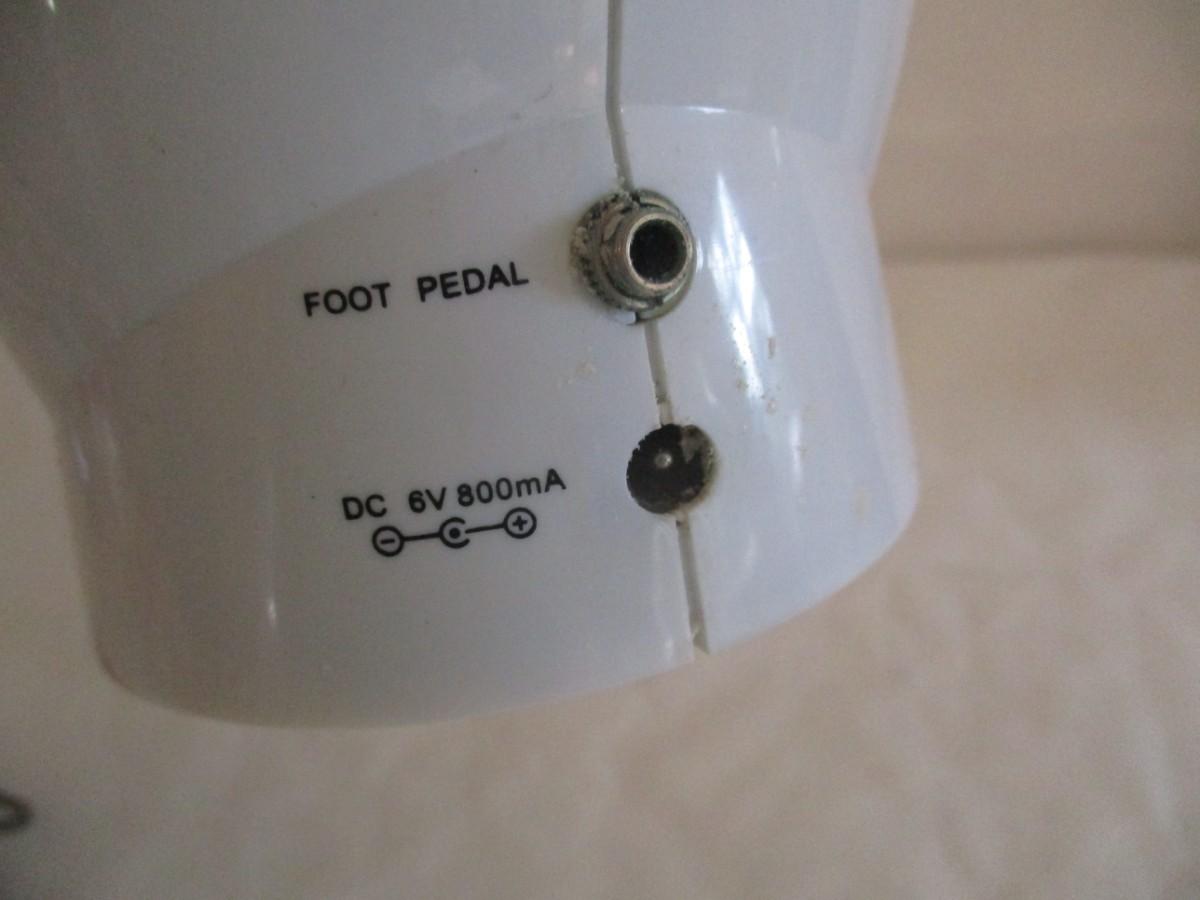 FOOT PEDAL
DC 6V 800mA
− +